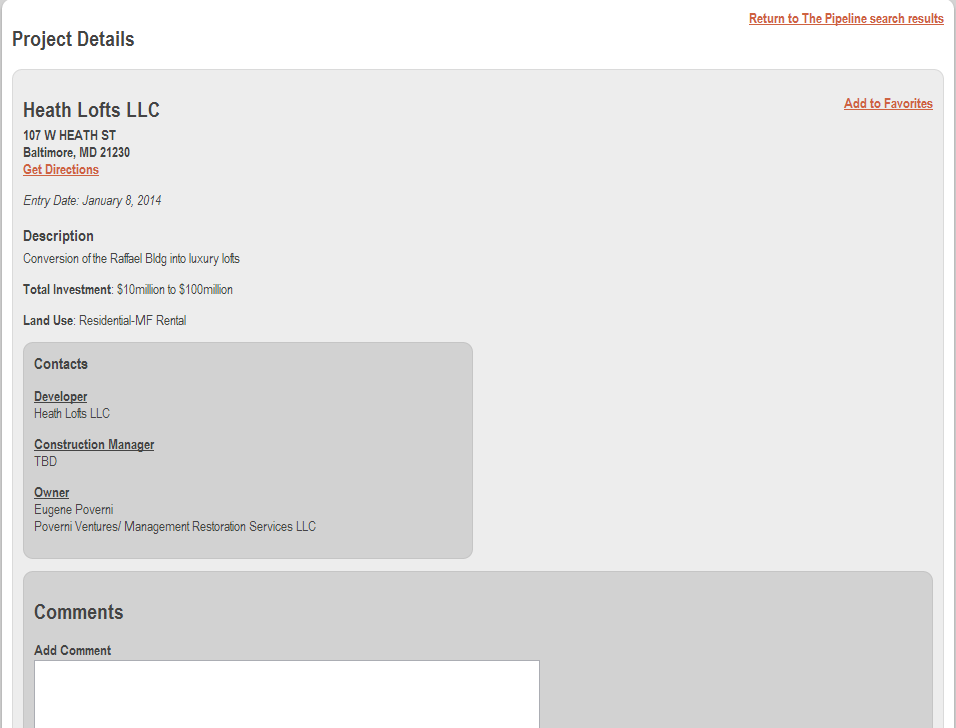 Return to The Pipeline search results
Project Details
Heath Lofts LLC
Add to Favorites
107 W HEATH ST
Baltimore, MD 21230
Get Directions
Entry Date: January 8, 2014
Description
Conversion of the Raffael Bldg into luxury lofts
Total Investment: $10million to $100million
Land Use: Residential-MF Rental
Contacts
Developer
Heath Lofts LLC
Construction Manager
TBD
Owner
Eugene Poverni
Poverni Ventures/ Management Restoration Services LLC
Comments
Add Comment